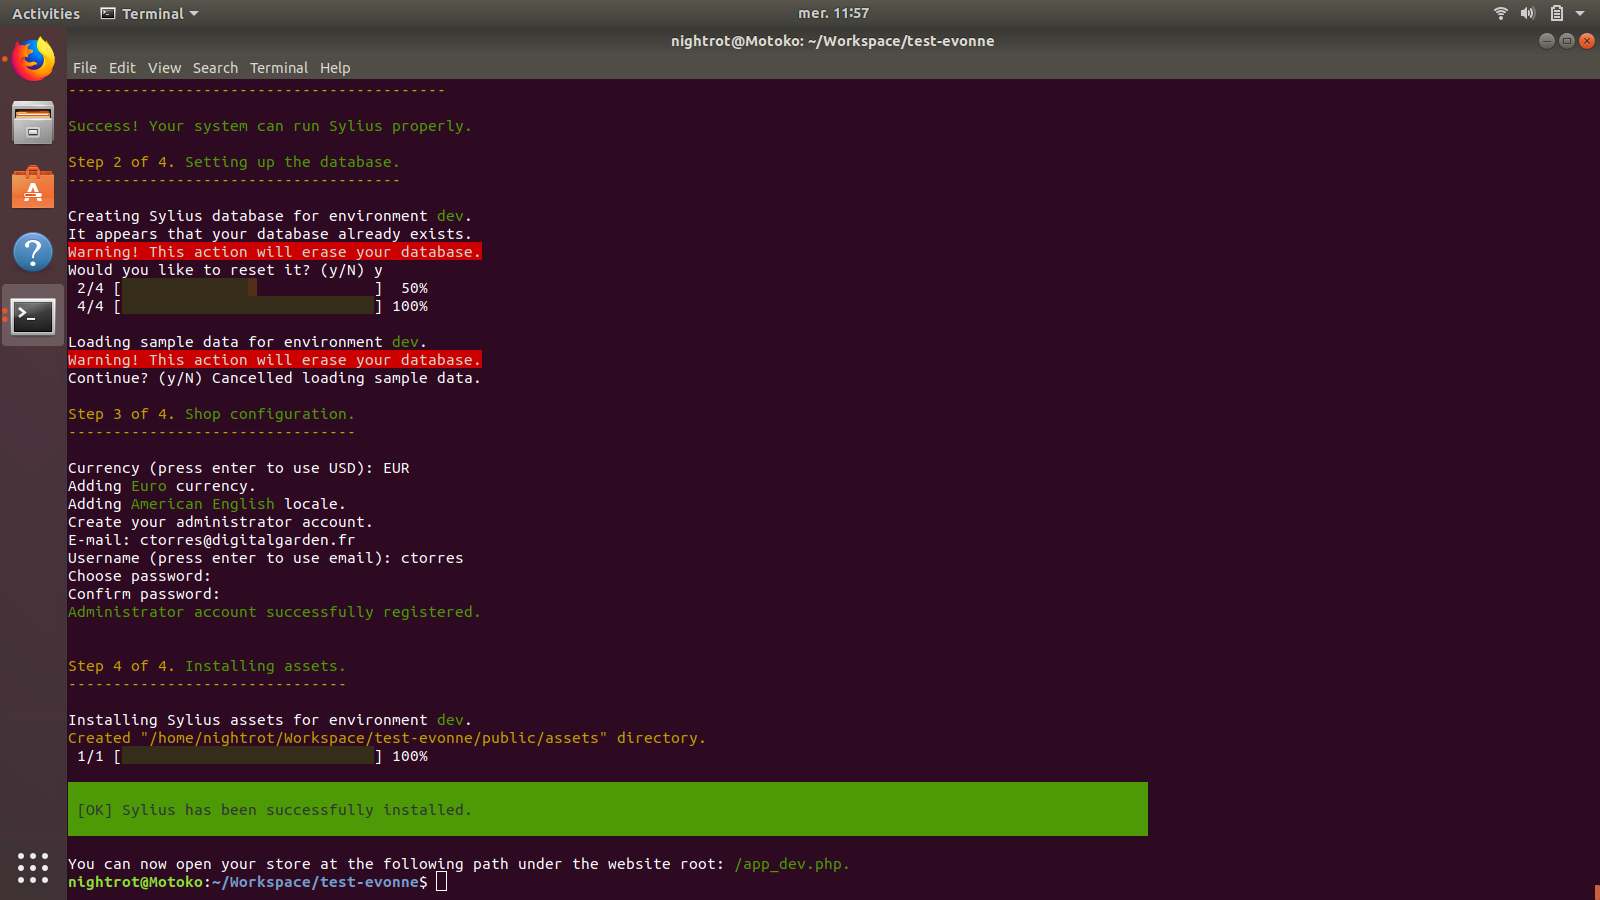 Activities Terminal mer. 11:57
nightrot@Motoko: ~/Workspace/test-evonne
File Edit View Search Terminal Help
------------------------------------------
Success! Your system can run Sylius properly.
Step 2 of 4. Setting up the database.
-------------------------------------
Creating Sylius database for environment dev.
It appears that your database already exists.
Warning! This action will erase your database.
Would you like to reset it? (y/N) y
2/4 [ ] 50%
4/4 [ ] 100%
Loading sample data for environment dev.
Warning! This action will erase your database.
Continue? (y/N) Cancelled loading sample data.
Step 3 of 4. Shop configuration.
--------------------------------
Currency (press enter to use USD): EUR
Adding Euro currency.
Adding American English locale.
Create your administrator account.
E-mail: ctorres@digitalgarden.fr
Username (press enter to use email): ctorres
Choose password:
Confirm password:
Administrator account successfully registered.
Step 4 of 4. Installing assets.
-------------------------------
Installing Sylius assets for environment dev.
Created "/home/nightrot/Workspace/test-evonne/public/assets" directory.
1/1 [ ] 100%
[OK] Sylius has been successfully installed.
You can now open your store at the following path under the website root: /app_dev.php.
nightrot@Motoko:~/Workspace/test-evonne$